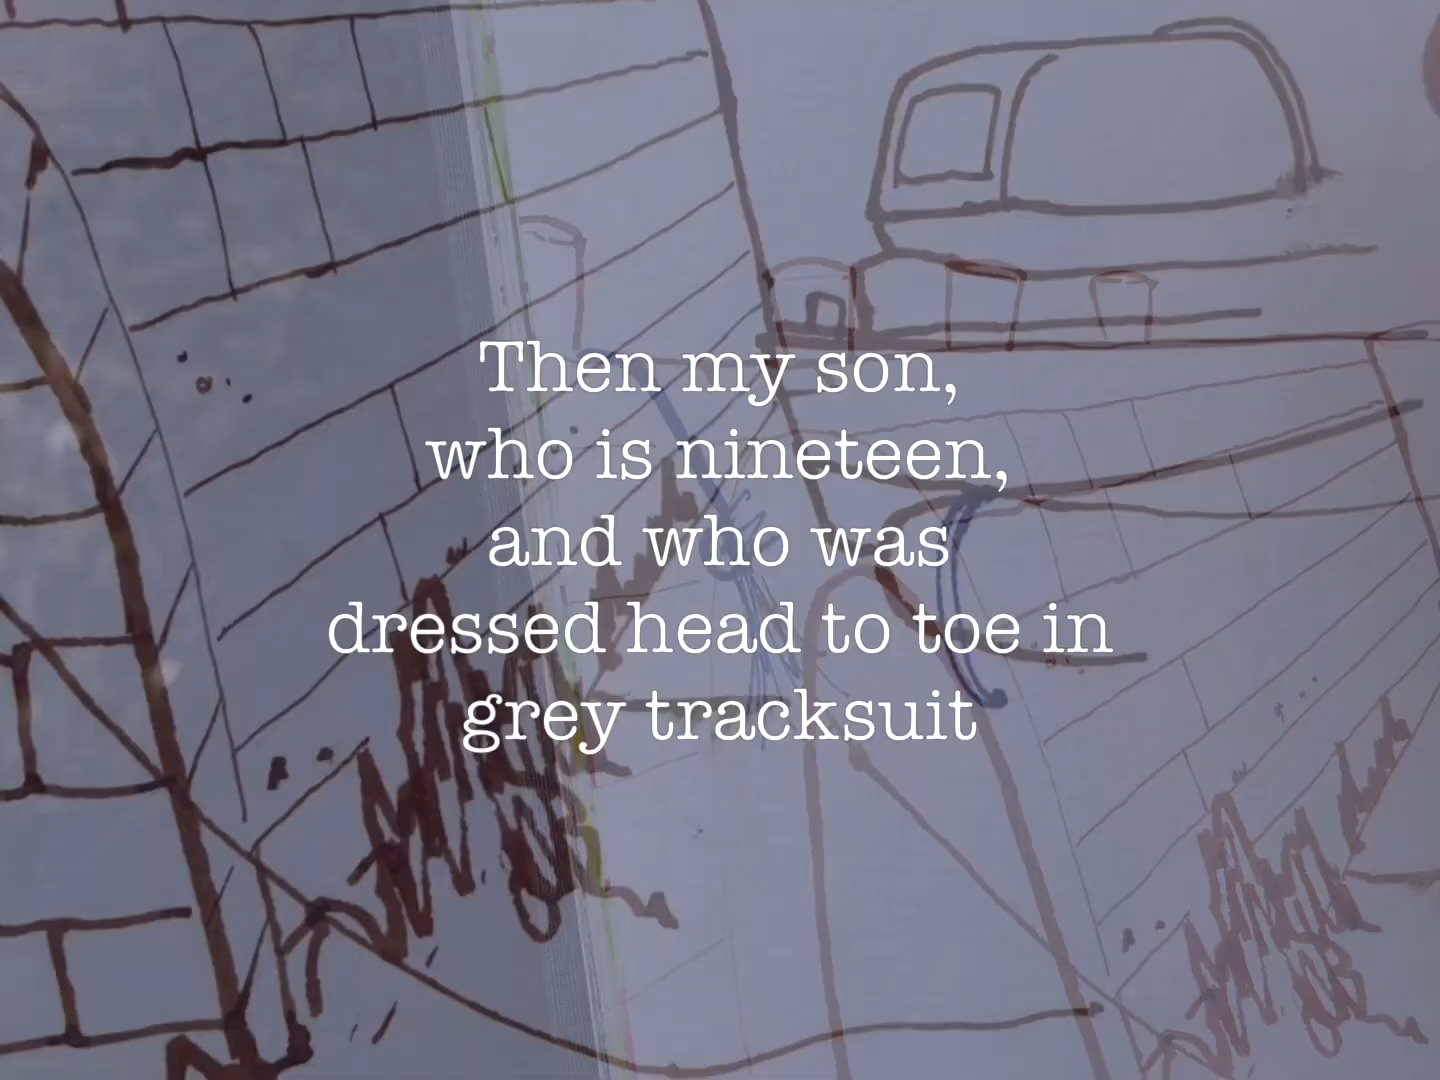 Then my son,
who is nineteen,
and who was
dressed head to toe in
grey tracksuit